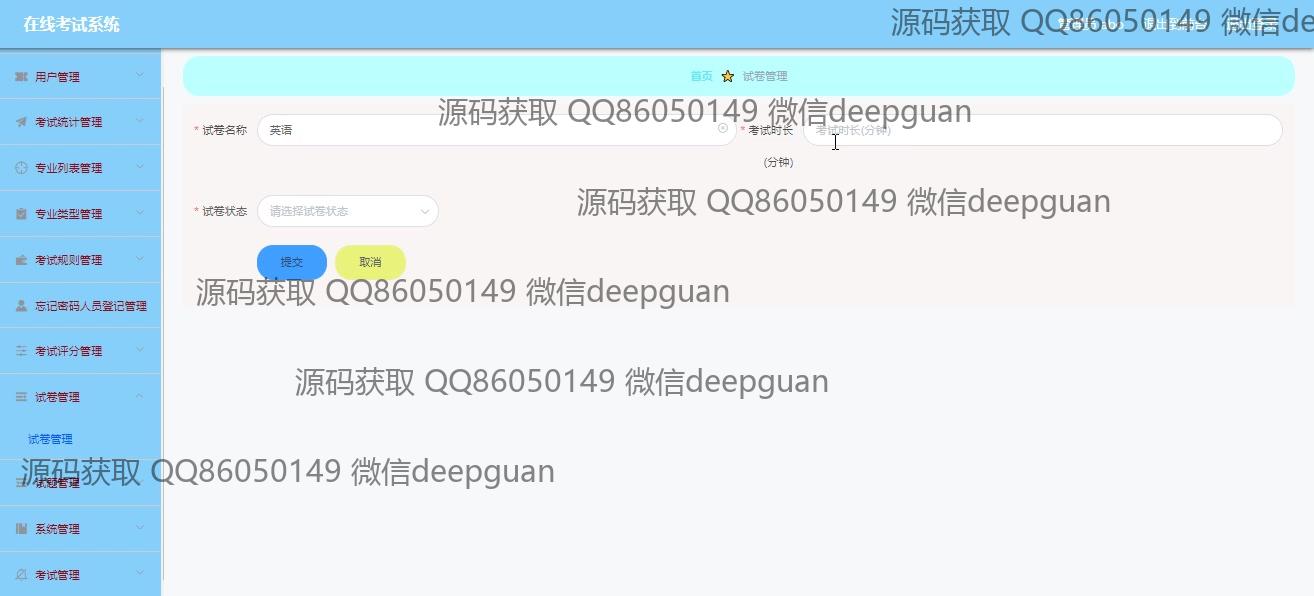 在线考试系统
源码获取 QQ86050149 微信de
用户管理
首页 试卷管理
源码获取 QQ86050149 微信deepguan
考试统计管理
* 试卷名称 英语
* 考试时长 考试时长(分钟)
(分钟)
专业列表管理
源码获取 QQ86050149 微信deepguan
专业类型管理
* 试卷状态 请选择试卷状态
考试规则管理
提交 取消
源码获取 QQ86050149 微信deepguan
忘记密码人员登记管理
考试评分管理
源码获取 QQ86050149 微信deepguan
试卷管理
试卷管理
源码获取 QQ86050149 微信deepguan
试题管理
系统管理
考试管理